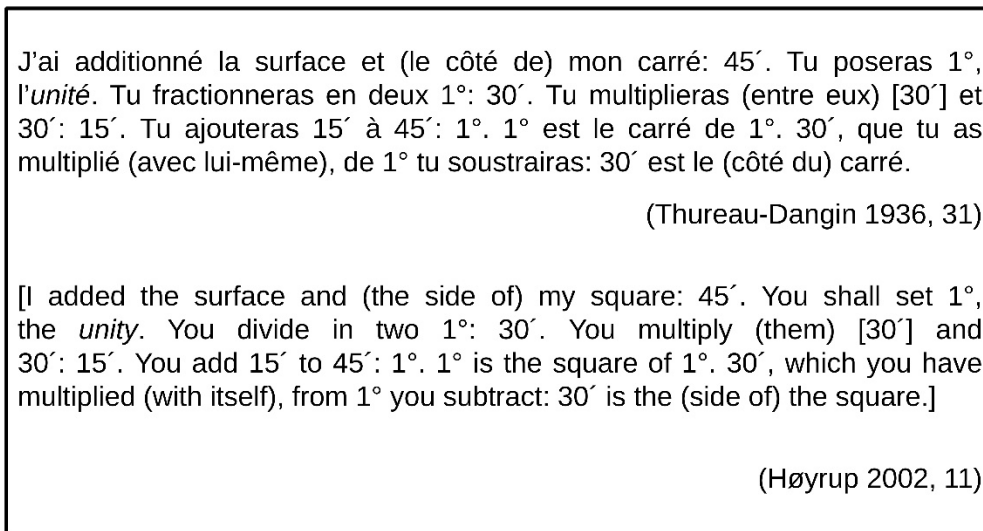 J’ai additionné la surface et (le côté de) mon carré: 45´. Tu poseras 1°,
l’unité. Tu fractionneras en deux 1°: 30´. Tu multiplieras (entre eux) [30´] et
30´: 15´. Tu ajouteras 15´ à 45´: 1°. 1° est le carré de 1°. 30´, que tu as
multiplié (avec lui-même), de 1° tu soustrairas: 30´ est le (côté du) carré.
(Thureau-Dangin 1936, 31)
[I added the surface and (the side of) my square: 45´. You shall set 1°,
the unity. You divide in two 1°: 30´. You multiply (them) [30´] and
30´: 15´. You add 15´ to 45´: 1°. 1° is the square of 1°. 30´, which you have
multiplied (with itself), from 1° you subtract: 30´ is the (side of) the square.]
(Høyrup 2002, 11)